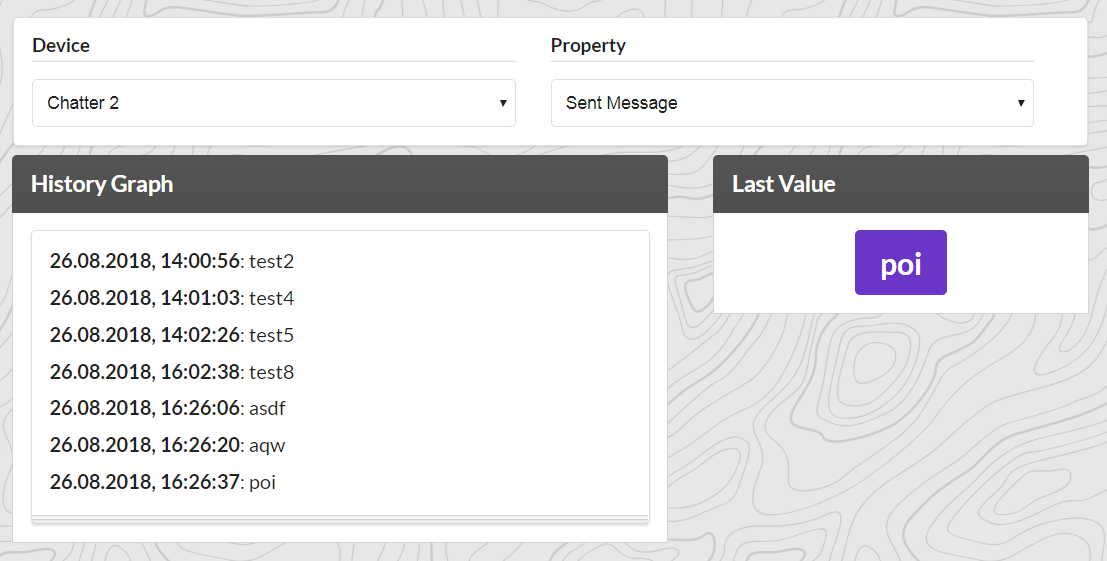 Device
Property
Chatter 2
Sent Message
History Graph
Last Value
26.08.2018, 14:00:56: test2
26.08.2018, 14:01:03: test4
26.08.2018, 14:02:26: test5
26.08.2018, 16:02:38: test8
26.08.2018, 16:26:06: asdf
26.08.2018, 16:26:20: aqw
26.08.2018, 16:26:37: poi
poi